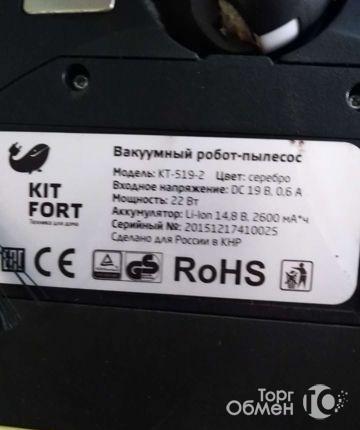 Вакуумный робот-пылесос
Модель: КТ-519-2 Цвет: серебро
Входное напряжение: DC 19 В, 0,6 А
Мощность: 22 Вт
Аккумулятор: Li-Ion 14,8 В, 2600 мА*ч
Серийный №: 20151217410025
Сделано для России в КНР
KIT
FORT
Техника для дома
EAC CE GS RoHS
Торг
Обмен